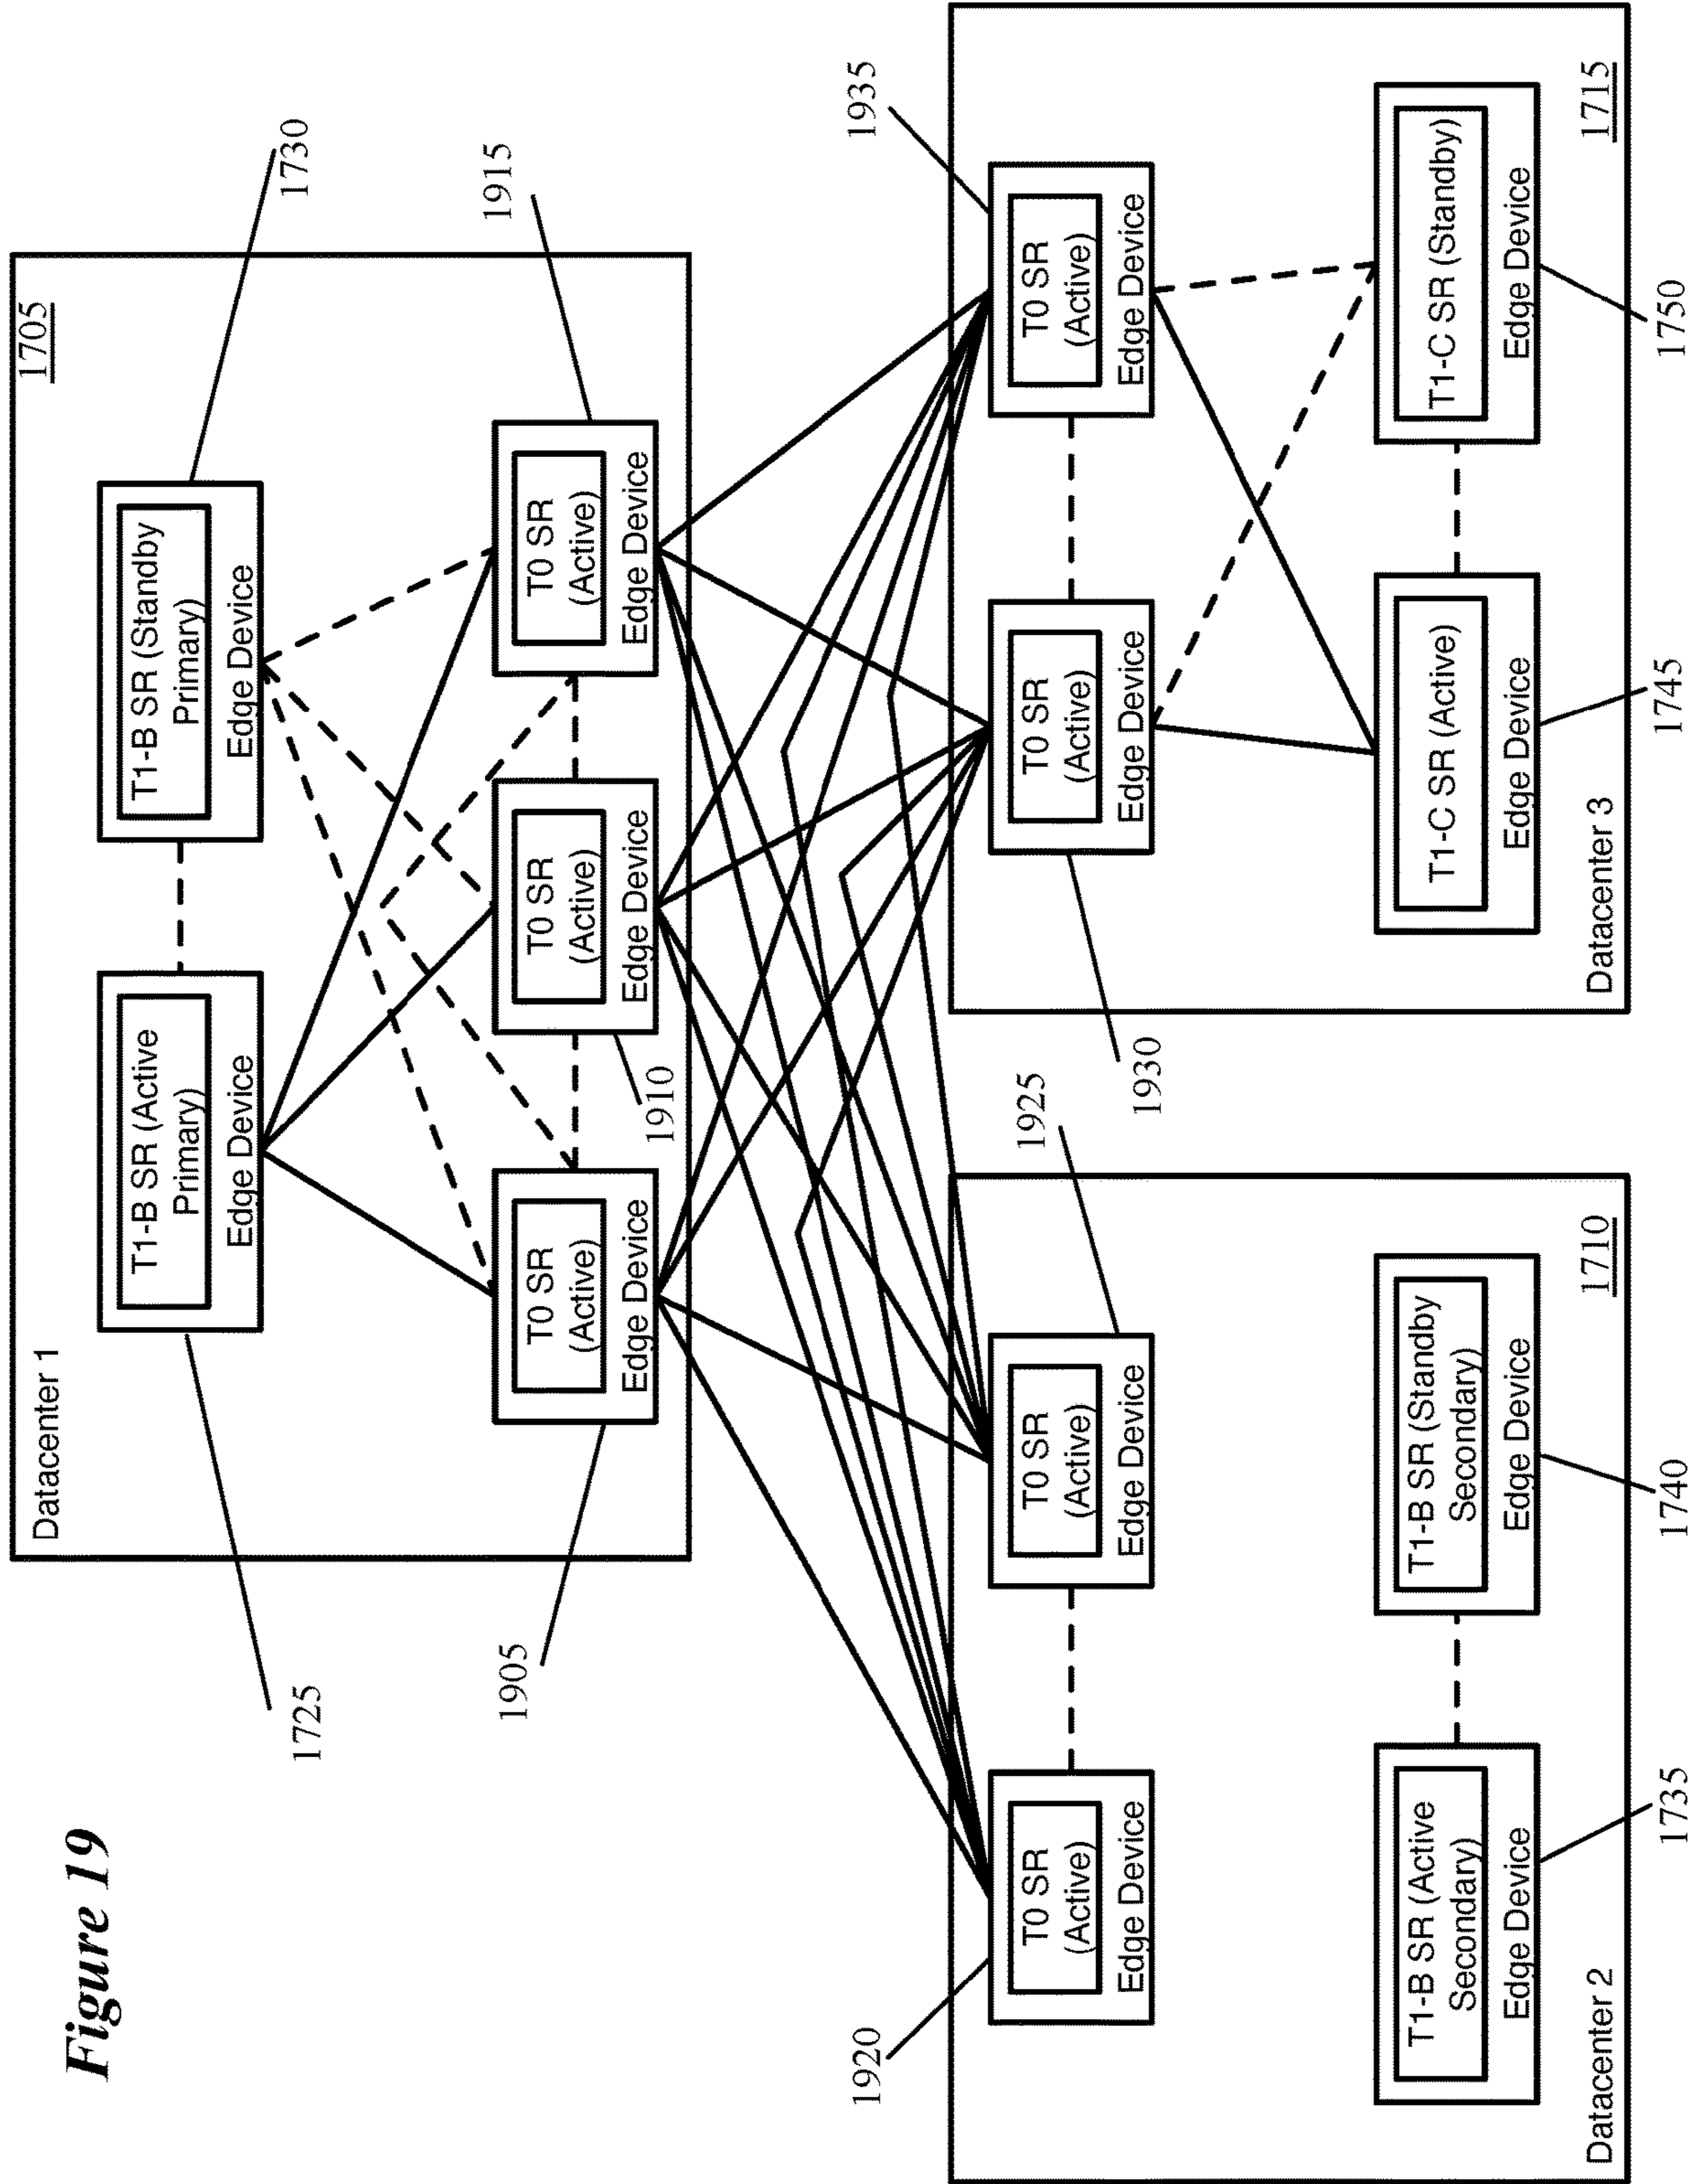 Figure 19
Datacenter 1
1705
1725
T1-B SR (Active
Primary)
Edge Device
T1-B SR (Standby
Primary)
Edge Device
1730
1905
T0 SR
(Active)
Edge Device
1910
T0 SR
(Active)
Edge Device
1915
T0 SR
(Active)
Edge Device
1920
T0 SR
(Active)
Edge Device
1925
T0 SR
(Active)
Edge Device
T1-B SR (Active
Secondary)
Edge Device
1735
T1-B SR (Standby
Secondary)
Edge Device
1740
Datacenter 2
1710
1930
T0 SR
(Active)
Edge Device
1935
T0 SR
(Active)
Edge Device
T1-C SR (Active)
Edge Device
1745
T1-C SR (Standby)
Edge Device
1750
Datacenter 3
1715